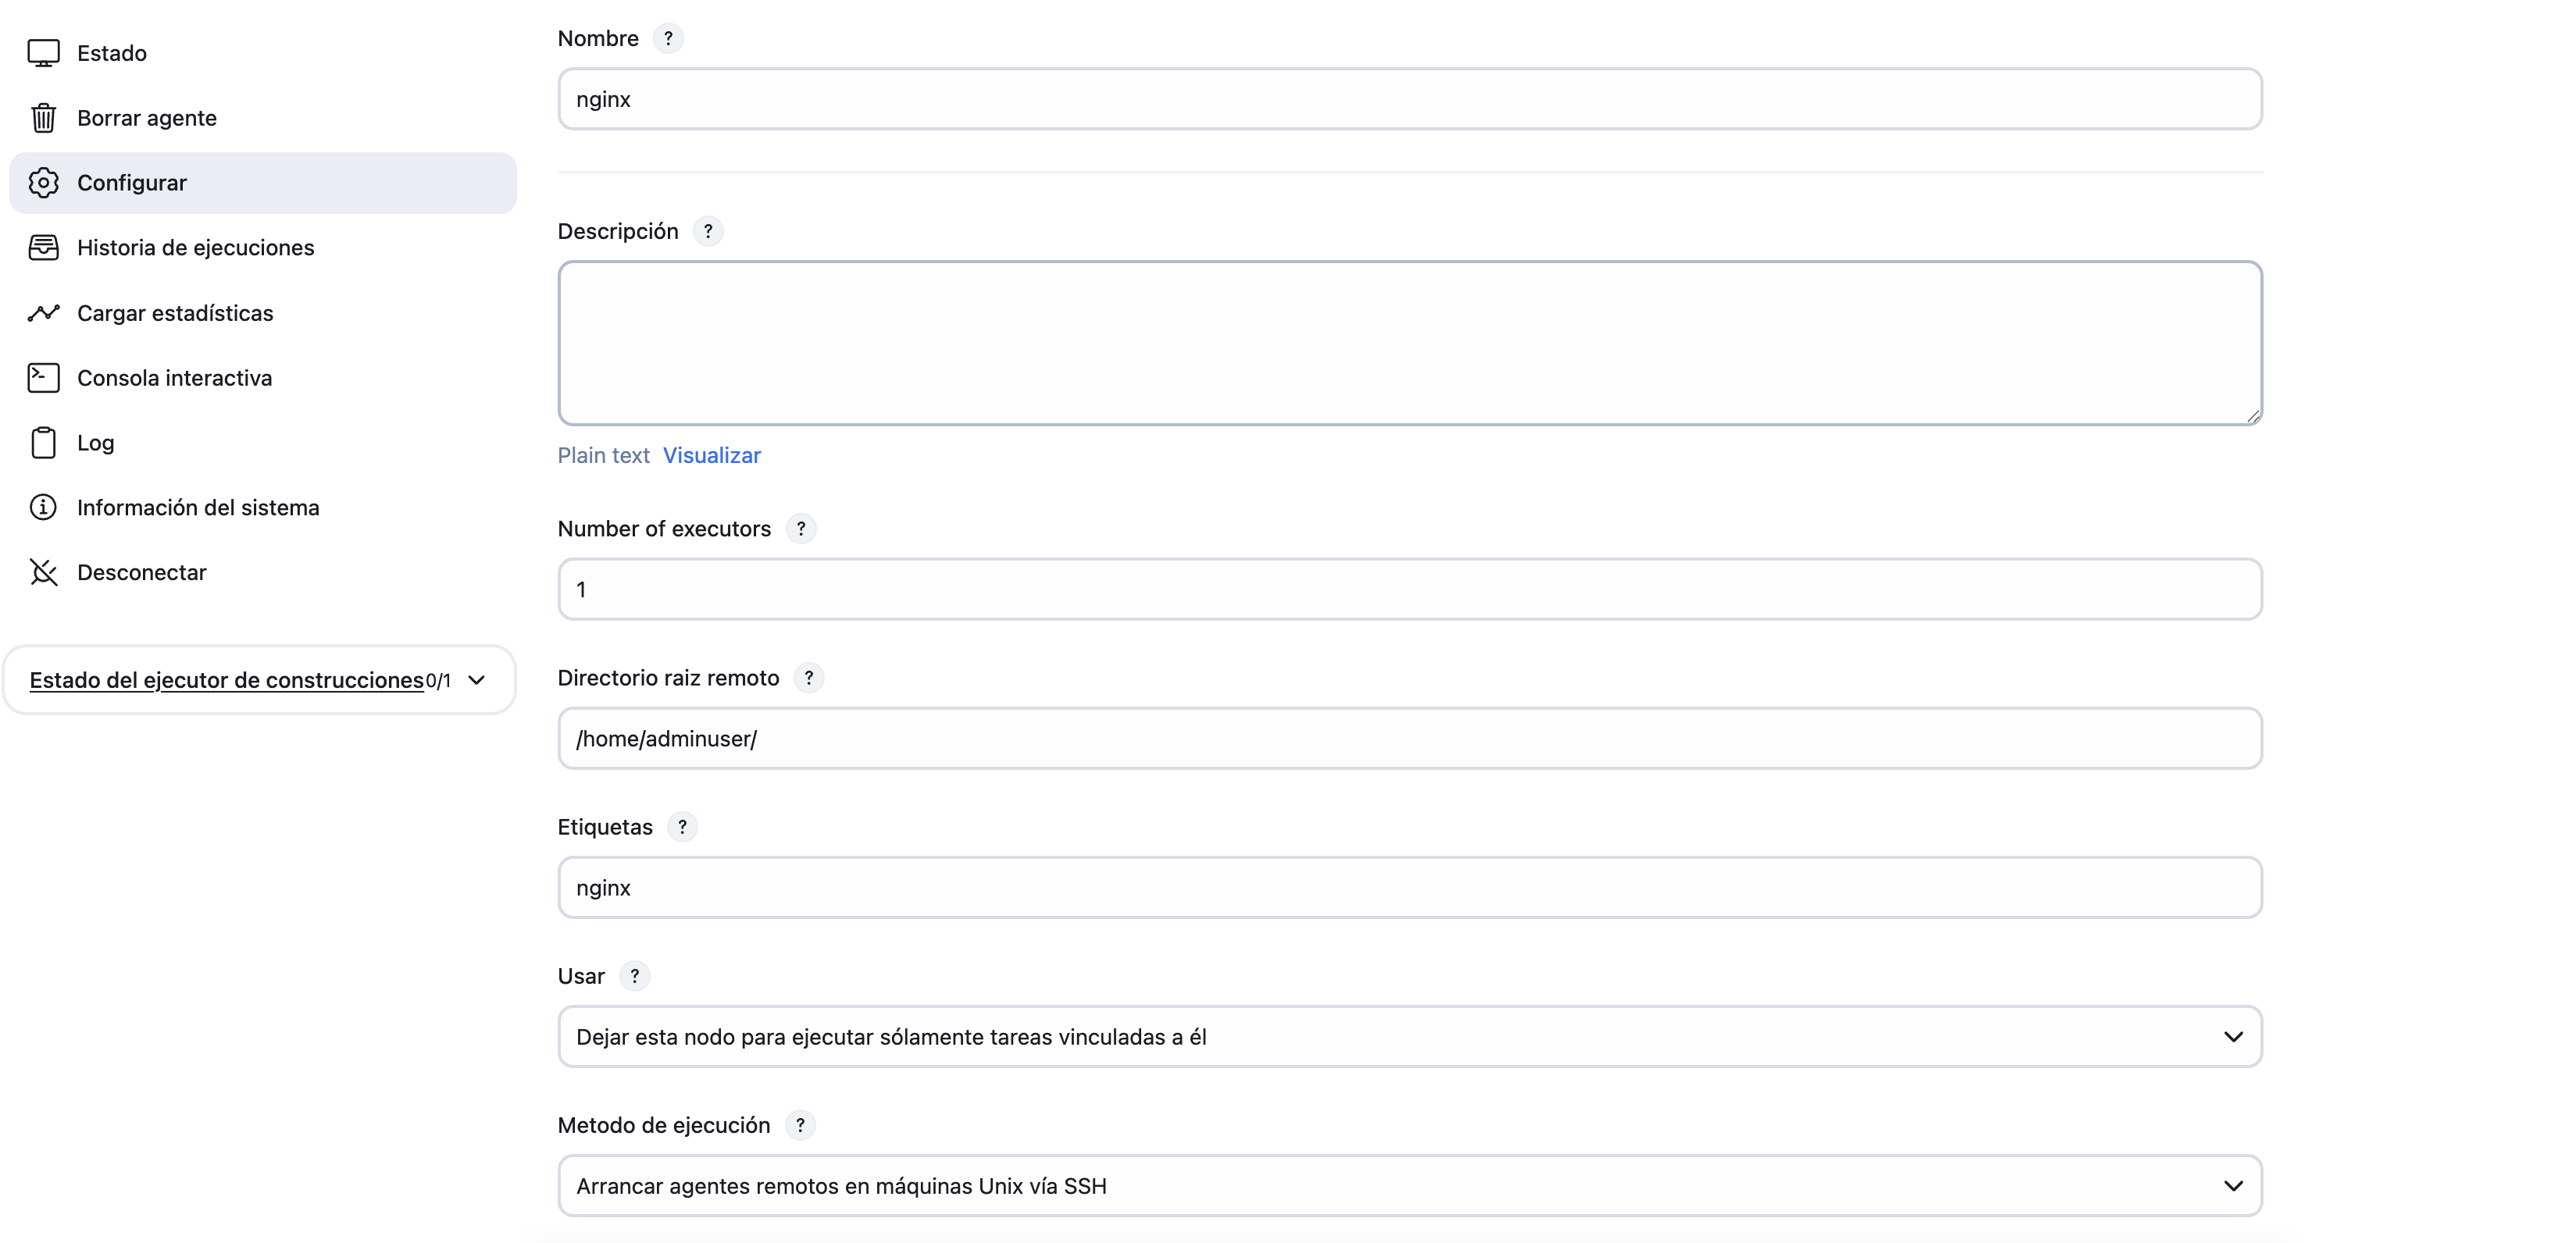 Estado
Borrar agente
Configurar
Historia de ejecuciones
Cargar estadísticas
Consola interactiva
Log
Información del sistema
Desconectar
Estado del ejecutor de construcciones 0/1
Nombre ?
nginx
Descripción ?
Plain text Visualizar
Number of executors ?
1
Directorio raiz remoto ?
/home/adminuser/
Etiquetas ?
nginx
Usar ?
Dejar esta nodo para ejecutar sólamente tareas vinculadas a él
Metodo de ejecución ?
Arrancar agentes remotos en máquinas Unix vía SSH